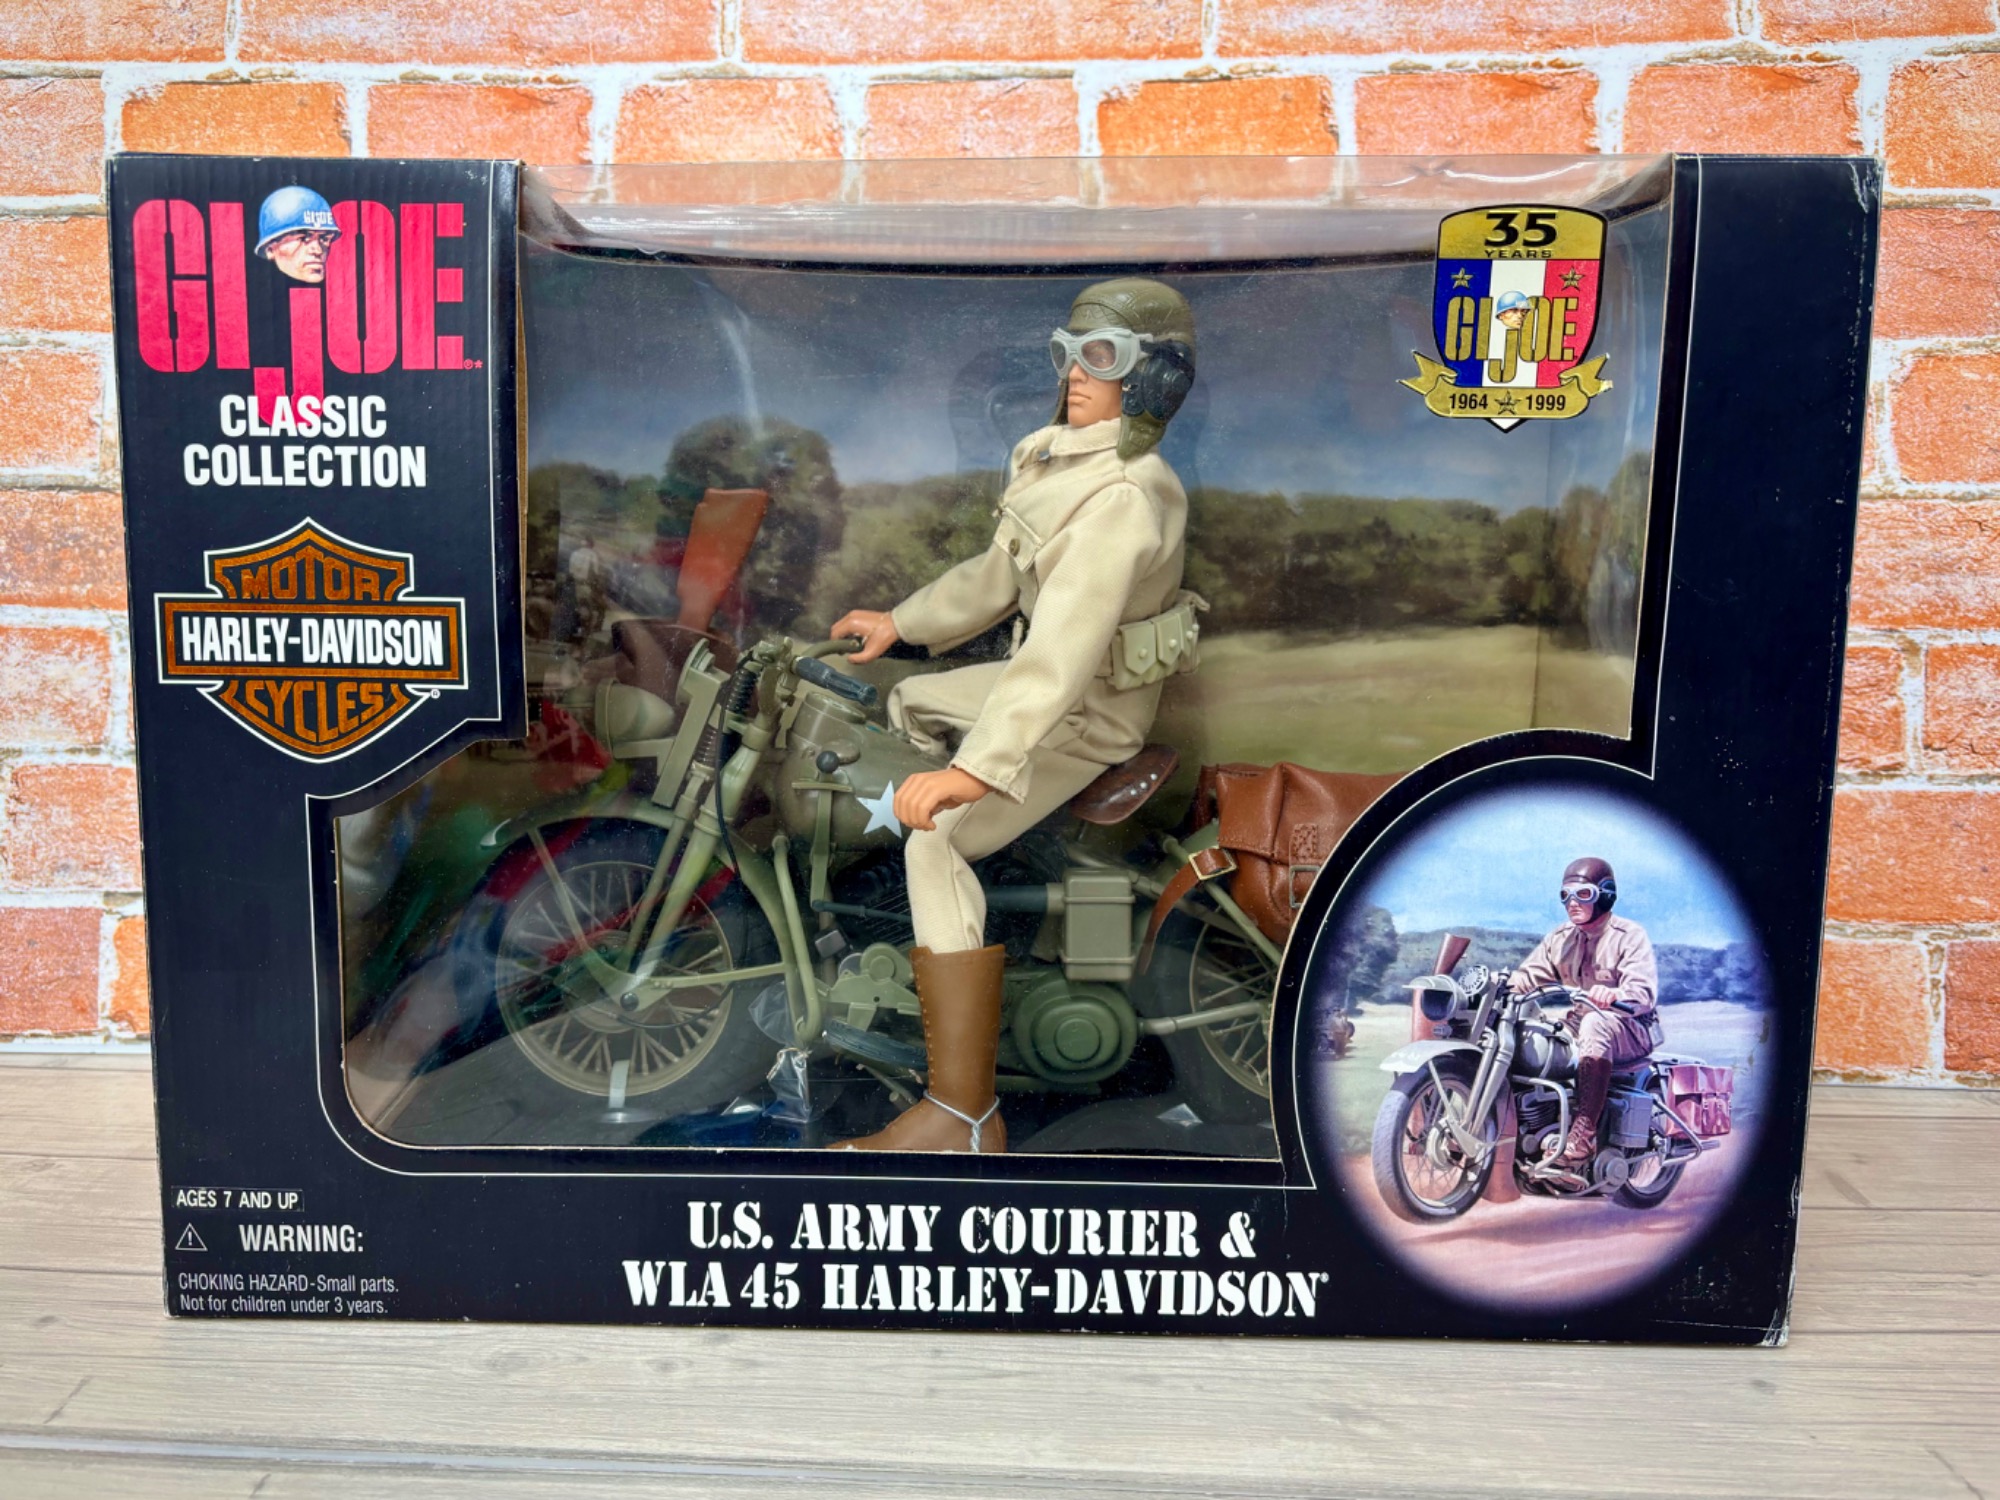 GI JOE®*
CLASSIC
COLLECTION
MOTOR
HARLEY-DAVIDSON
CYCLES
®
35
YEARS
GI JOE
1964 1999
AGES 7 AND UP
WARNING:
CHOKING HAZARD-Small parts.
Not for children under 3 years.
U.S. ARMY COURIER &
WLA 45 HARLEY-DAVIDSON®